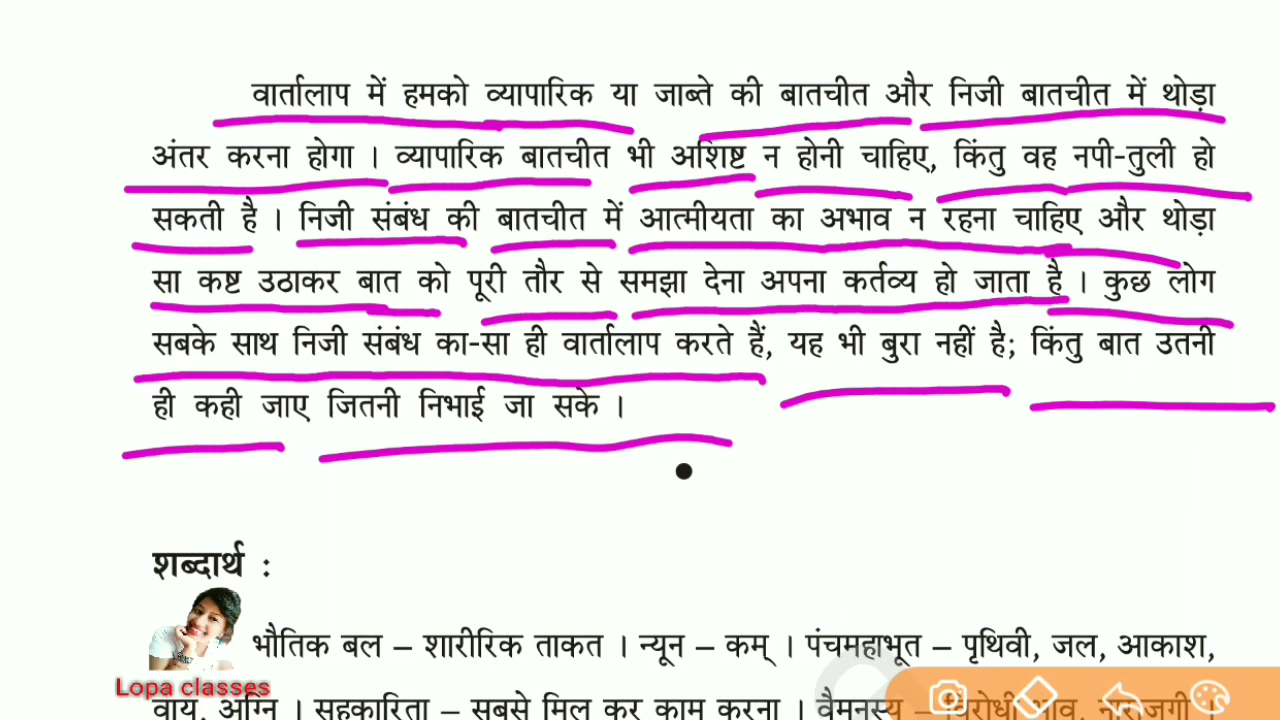 वार्तालाप में हमको व्यापारिक या जाब्ते की बातचीत और निजी बातचीत में थोड़ा
अंतर करना होगा । व्यापारिक बातचीत भी अशिष्ट न होनी चाहिए, किंतु वह नपी-तुली हो
सकती है । निजी संबंध की बातचीत में आत्मीयता का अभाव न रहना चाहिए और थोड़ा
सा कष्ट उठाकर बात को पूरी तौर से समझा देना अपना कर्तव्य हो जाता है । कुछ लोग
सबके साथ निजी संबंध का-सा ही वार्तालाप करते हैं, यह भी बुरा नहीं है; किंतु बात उतनी
ही कही जाए जितनी निभाई जा सके ।
शब्दार्थ :
भौतिक बल – शारीरिक ताकत । न्यून – कम् । पंचमहाभूत – पृथिवी, जल, आकाश,
Lopa classes
वायु, अग्नि । सहकारिता – सबसे मिल कर काम करना । वैमनस्य – विरोधी भाव, नाराजगी ।